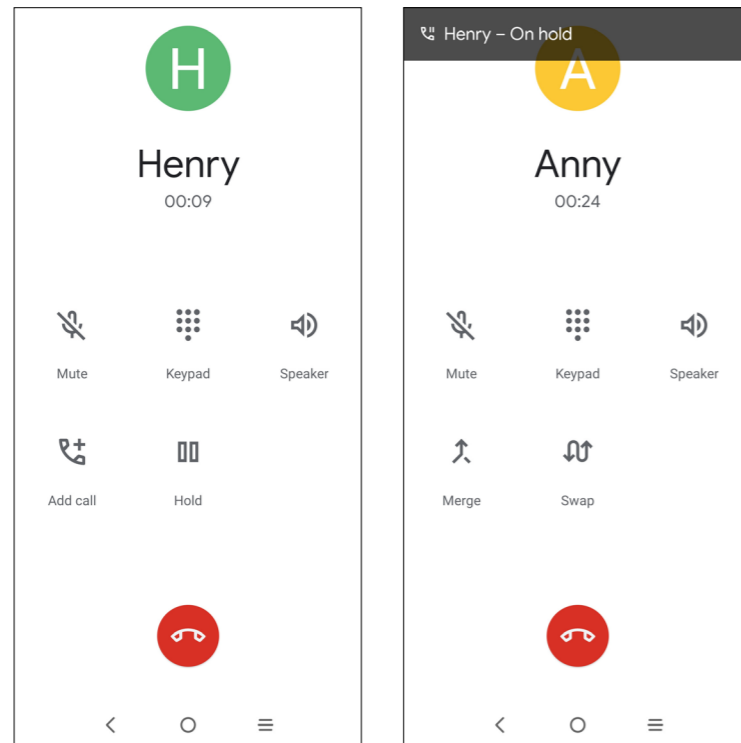 H
Henry
00:09
Mute Keypad Speaker
Add call Hold
Henry – On hold
A
Anny
00:24
Mute Keypad Speaker
Merge Swap